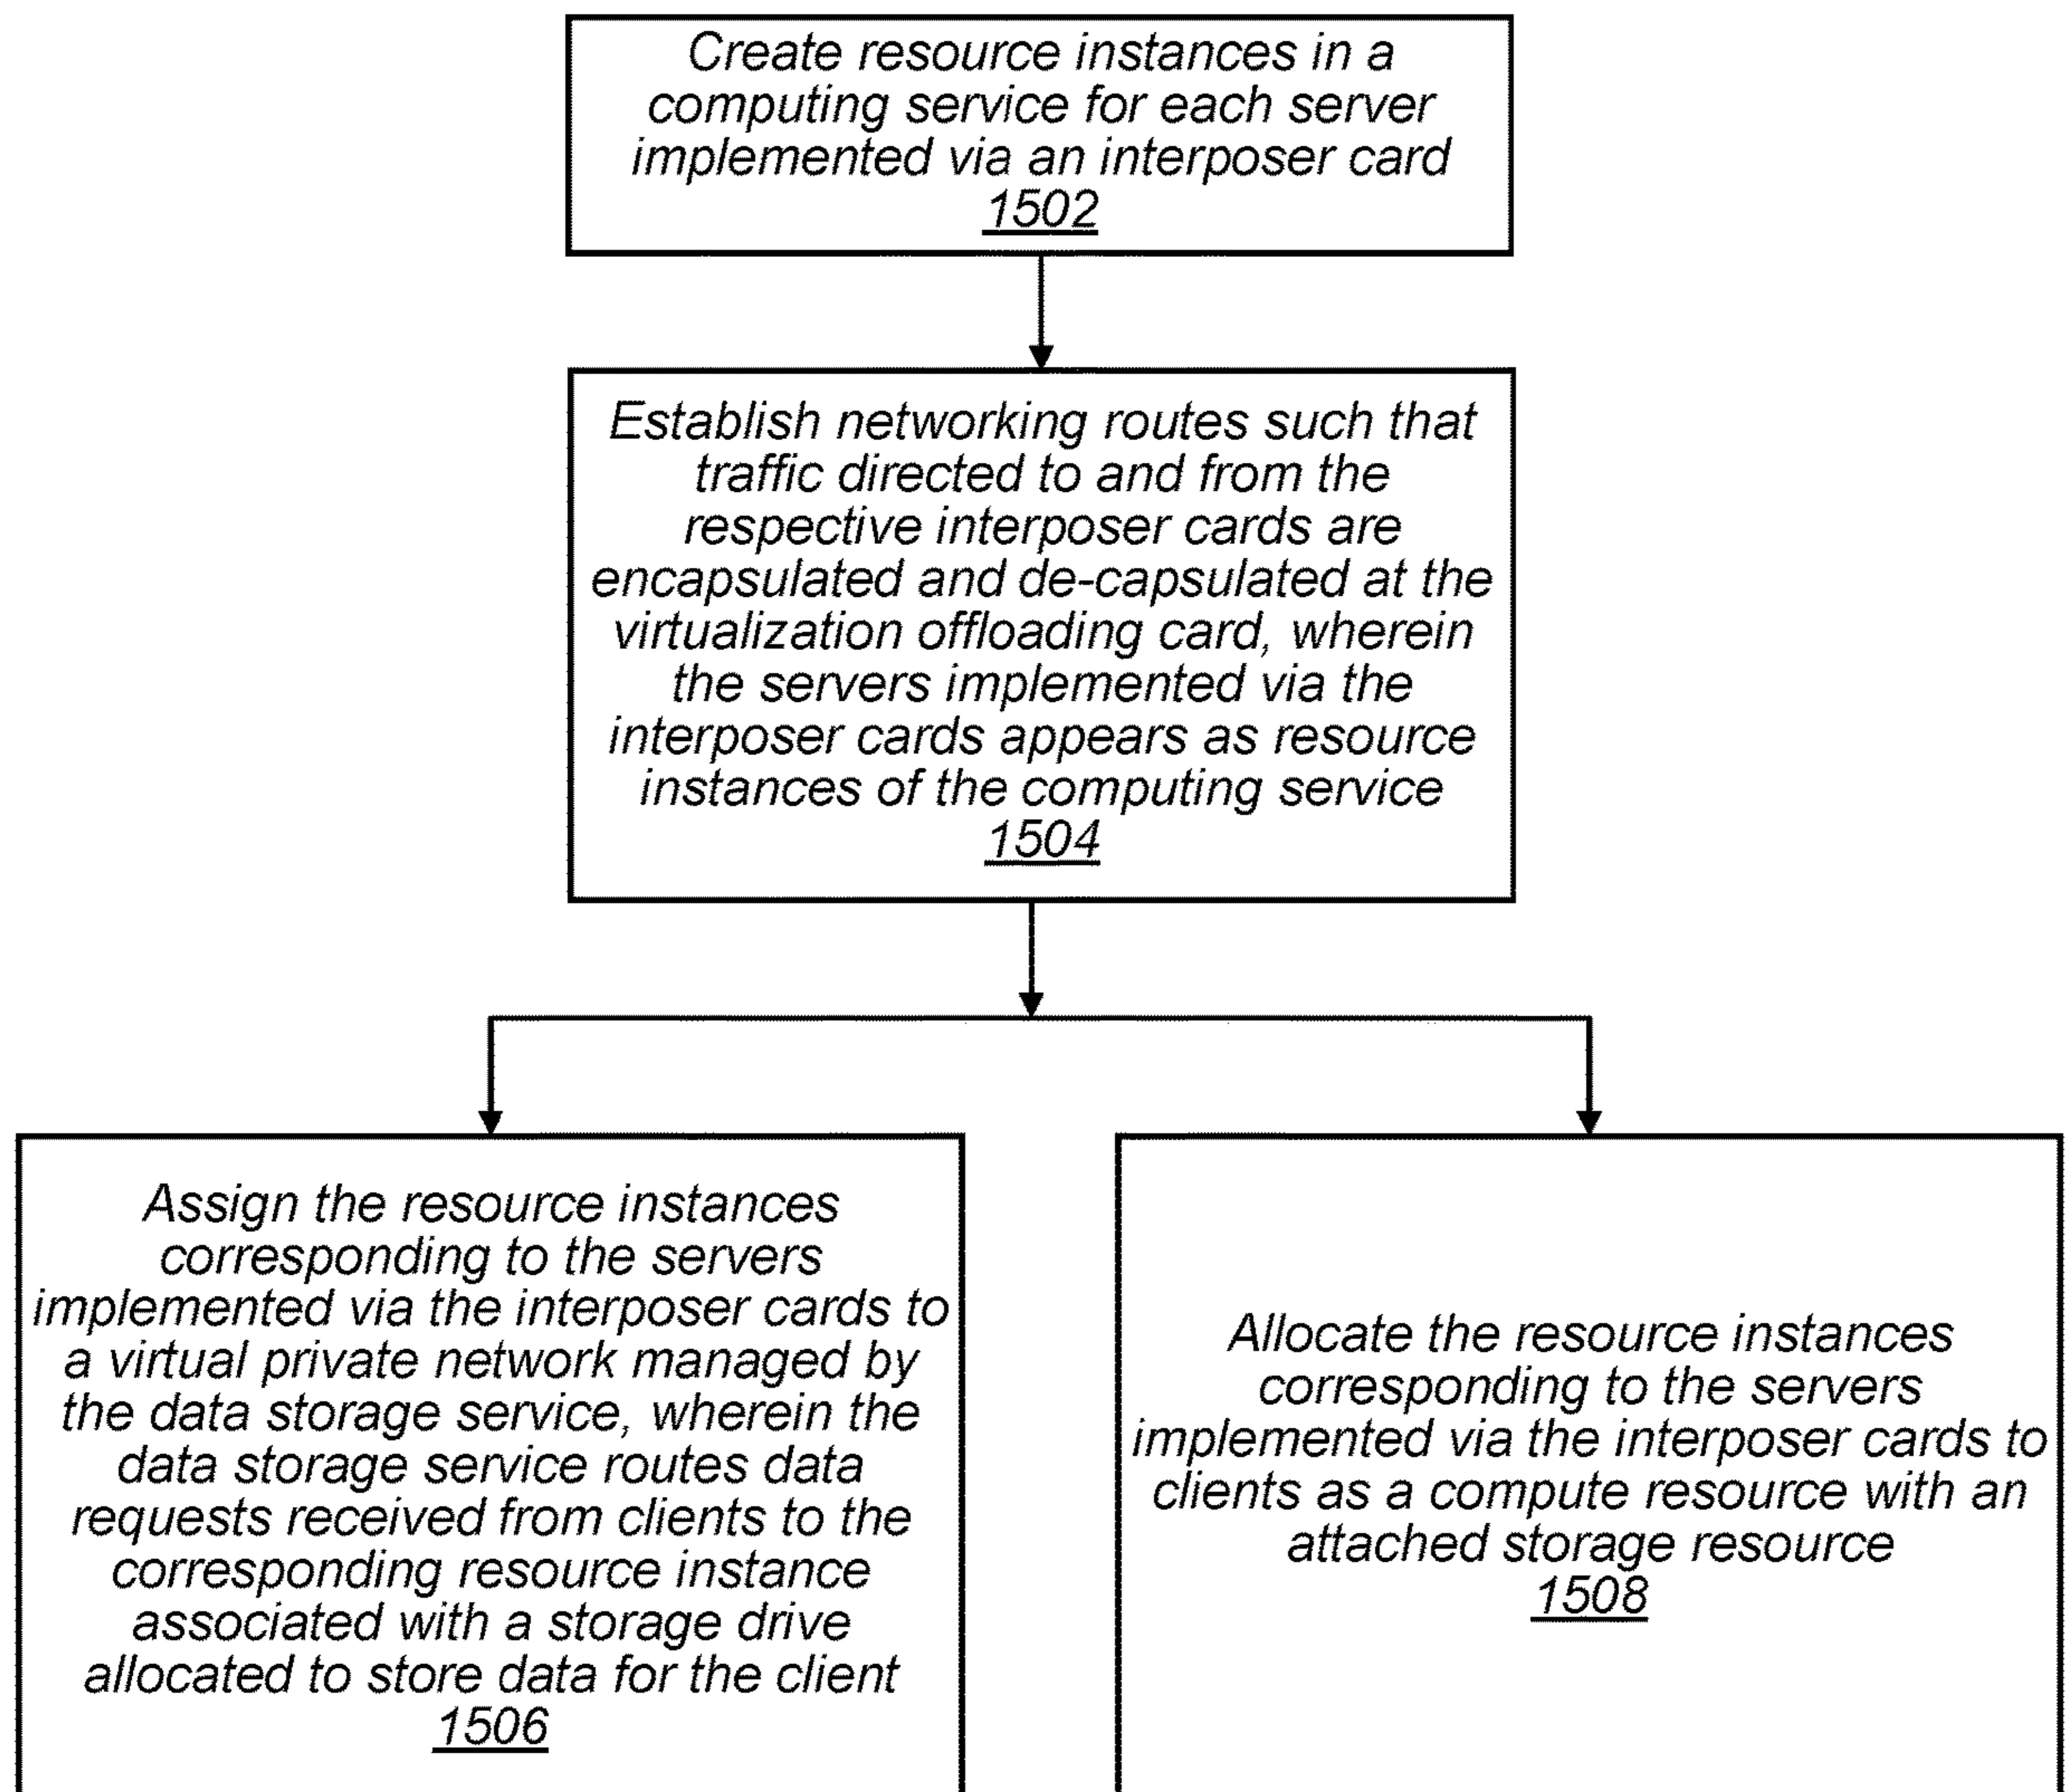 Create resource instances in a
computing service for each server
implemented via an interposer card
1502
Establish networking routes such that
traffic directed to and from the
respective interposer cards are
encapsulated and de-capsulated at the
virtualization offloading card, wherein
the servers implemented via the
interposer cards appears as resource
instances of the computing service
1504
Assign the resource instances
corresponding to the servers
implemented via the interposer cards to
a virtual private network managed by
the data storage service, wherein the
data storage service routes data
requests received from clients to the
corresponding resource instance
associated with a storage drive
allocated to store data for the client
1506
Allocate the resource instances
corresponding to the servers
implemented via the interposer cards to
clients as a compute resource with an
attached storage resource
1508